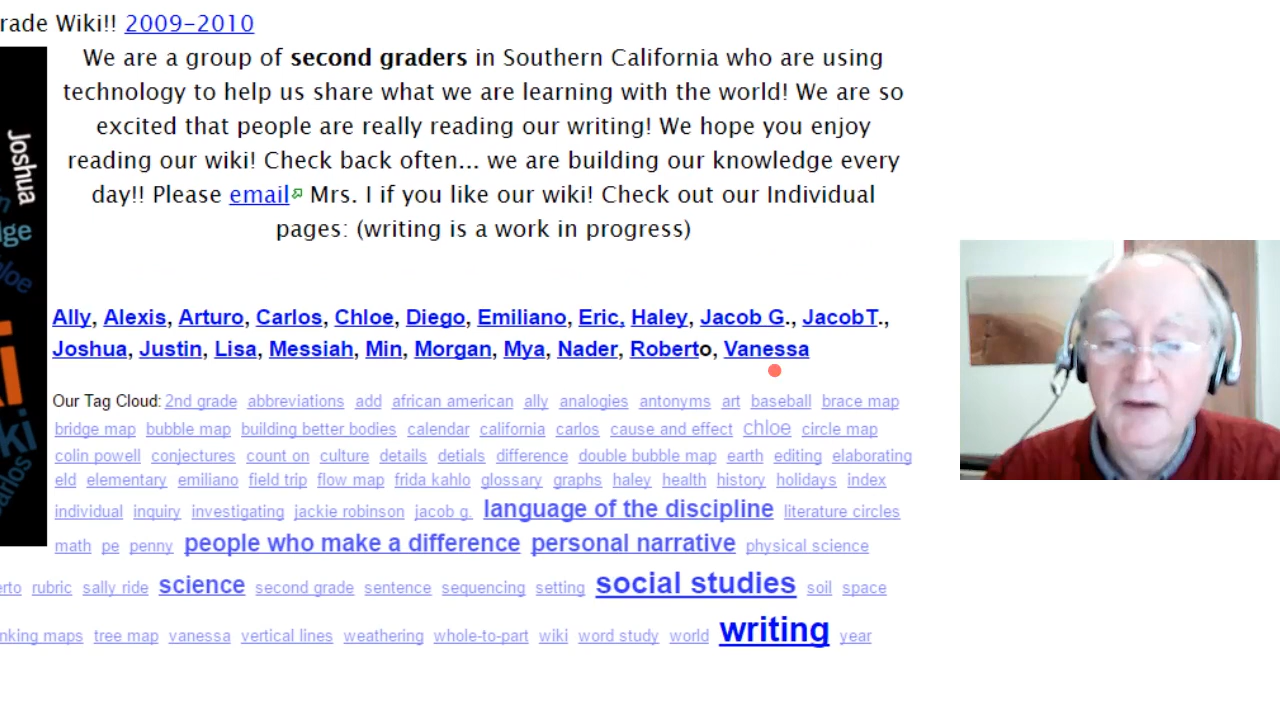 rade Wiki!! 2009-2010
We are a group of second graders in Southern California who are using
technology to help us share what we are learning with the world! We are so
excited that people are really reading our writing! We hope you enjoy
reading our wiki! Check back often... we are building our knowledge every
day!! Please email Mrs. I if you like our wiki! Check out our Individual
pages: (writing is a work in progress)
Joshua
Ally, Alexis, Arturo, Carlos, Chloe, Diego, Emiliano, Eric, Haley, Jacob G., JacobT.,
Joshua, Justin, Lisa, Messiah, Min, Morgan, Mya, Nader, Roberto, Vanessa
Our Tag Cloud: 2nd grade abbreviations add african american ally analogies antonyms art baseball brace map
bridge map bubble map building better bodies calendar california carlos cause and effect chloe circle map
colin powell conjectures count on culture details detials difference double bubble map earth editing elaborating
eld elementary emiliano field trip flow map frida kahlo glossary graphs haley health history holidays index
individual inquiry investigating jackie robinson jacob g. language of the discipline literature circles
math pe penny people who make a difference personal narrative physical science
erto rubric sally ride science second grade sentence sequencing setting social studies soil space
nking maps tree map vanessa vertical lines weathering whole-to-part wiki word study world writing year